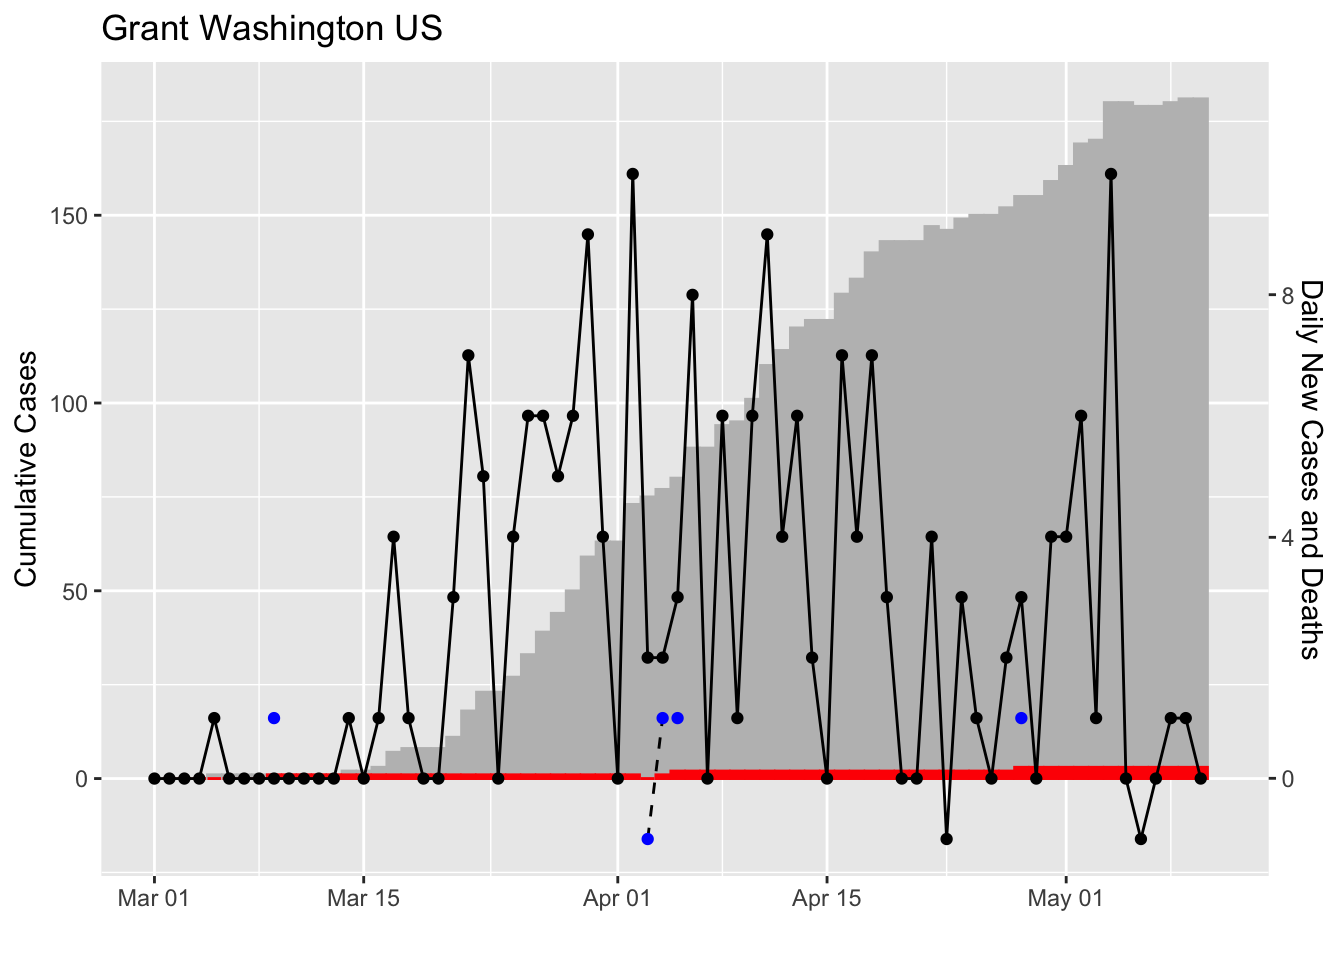 Grant Washington US
Cumulative Cases
150
100
50
0
8
4
0
Daily New Cases and Deaths
Mar 01
Mar 15
Apr 01
Apr 15
May 01